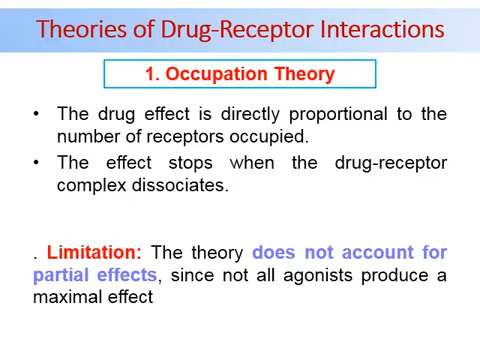 Theories of Drug-Receptor Interactions
1. Occupation Theory
• The drug effect is directly proportional to the
number of receptors occupied.
• The effect stops when the drug-receptor
complex dissociates.
. Limitation: The theory does not account for
partial effects, since not all agonists produce a
maximal effect